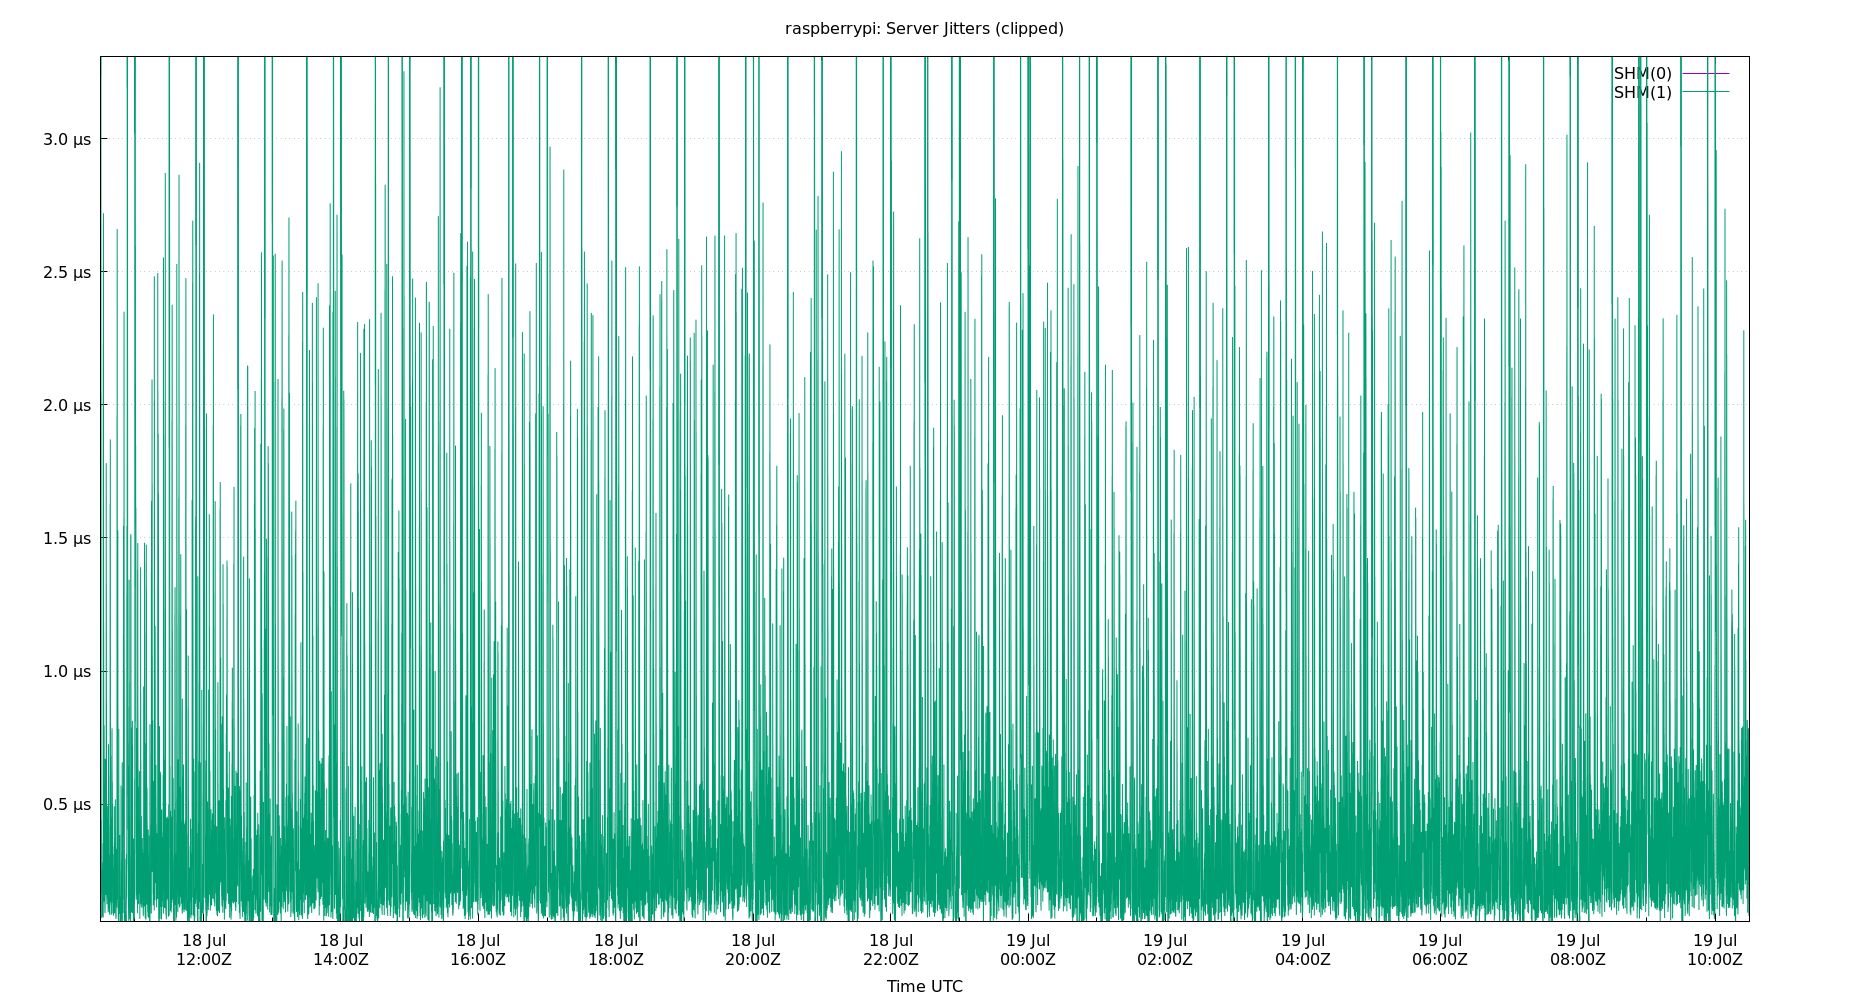 raspberrypi: Server Jitters (clipped)
SHM(0)
SHM(1)
3.0 µs
2.5 µs
2.0 µs
1.5 µs
1.0 µs
0.5 µs
18 Jul 18 Jul 18 Jul 18 Jul 18 Jul 18 Jul 19 Jul 19 Jul 19 Jul 19 Jul 19 Jul 19 Jul
12:00Z 14:00Z 16:00Z 18:00Z 20:00Z 22:00Z 00:00Z 02:00Z 04:00Z 06:00Z 08:00Z 10:00Z
Time UTC